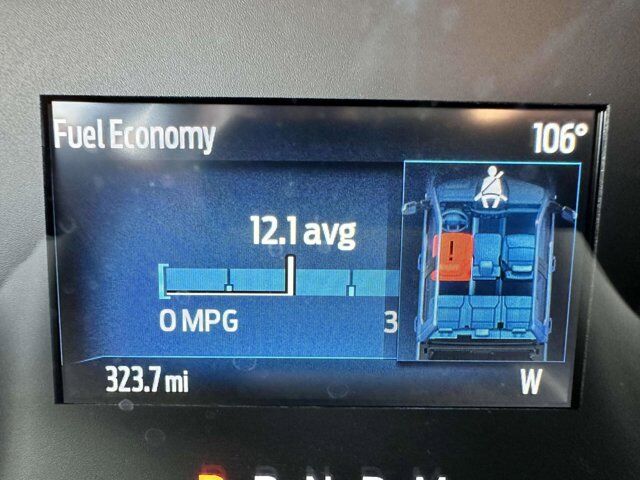 Fuel Economy
106°
12.1 avg
0 MPG
3
!
323.7 mi
W